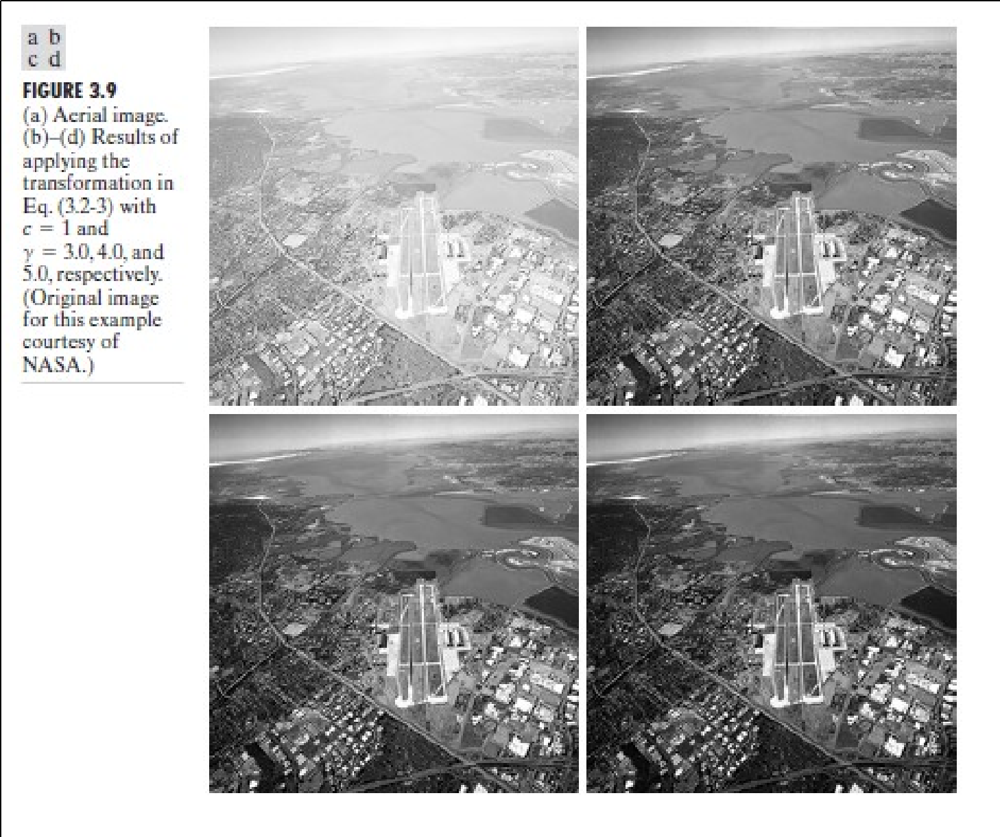 a b
c d
FIGURE 3.9
(a) Aerial image.
(b)–(d) Results of
applying the
transformation in
Eq. (3.2-3) with
c = 1 and
γ = 3.0, 4.0, and
5.0, respectively.
(Original image
for this example
courtesy of
NASA.)